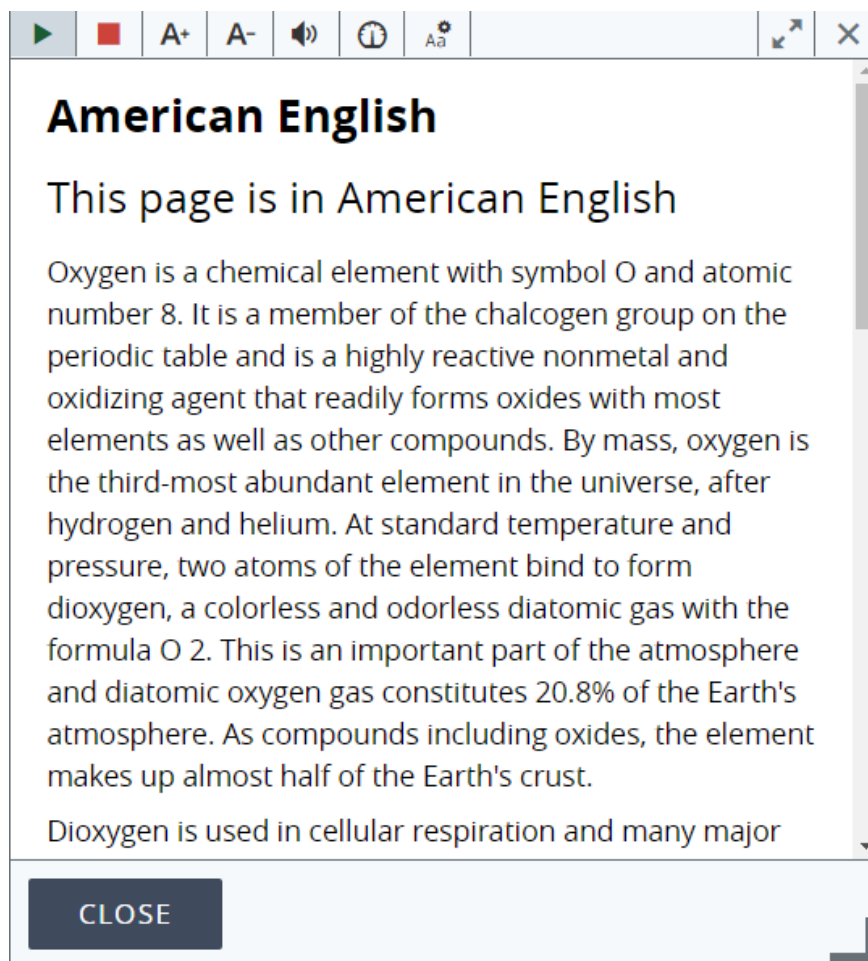 A+ A- Aa
American English
This page is in American English
Oxygen is a chemical element with symbol O and atomic
number 8. It is a member of the chalcogen group on the
periodic table and is a highly reactive nonmetal and
oxidizing agent that readily forms oxides with most
elements as well as other compounds. By mass, oxygen is
the third-most abundant element in the universe, after
hydrogen and helium. At standard temperature and
pressure, two atoms of the element bind to form
dioxygen, a colorless and odorless diatomic gas with the
formula O 2. This is an important part of the atmosphere
and diatomic oxygen gas constitutes 20.8% of the Earth's
atmosphere. As compounds including oxides, the element
makes up almost half of the Earth's crust.
Dioxygen is used in cellular respiration and many major
CLOSE